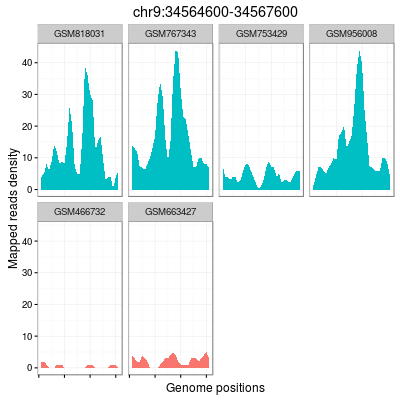 chr9:34564600-34567600
GSM818031 GSM767343 GSM753429 GSM956008
40
30
20
10
0
Mapped reads density
GSM466732 GSM663427
40
30
20
10
0
Genome positions